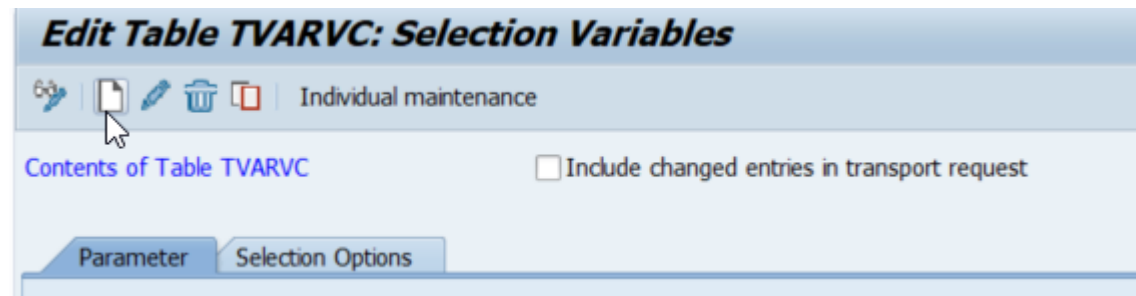 Edit Table TVARVC: Selection Variables
Individual maintenance
Contents of Table TVARVC Include changed entries in transport request
Parameter Selection Options